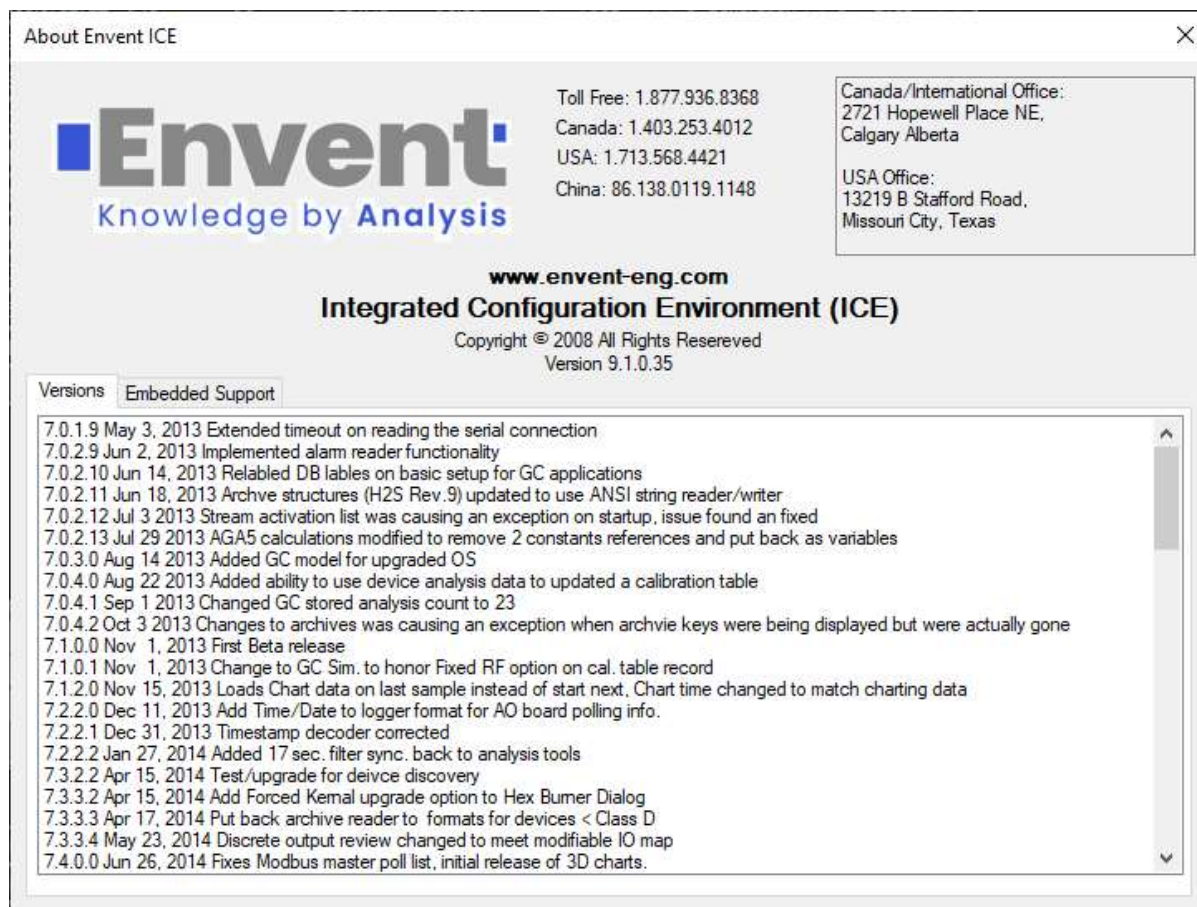 About Envent ICE
Envent
Knowledge by Analysis
Toll Free: 1.877.936.8368
Canada: 1.403.253.4012
USA: 1.713.568.4421
China: 86.138.0119.1148
Canada/International Office:
2721 Hopewell Place NE,
Calgary Alberta
USA Office:
13219 B Stafford Road,
Missouri City, Texas
www.envent-eng.com
Integrated Configuration Environment (ICE)
Copyright © 2008 All Rights Resereved
Version 9.1.0.35
Versions
Embedded Support
7.0.1.9 May 3, 2013 Extended timeout on reading the serial connection
7.0.2.9 Jun 2, 2013 Implemented alarm reader functionality
7.0.2.10 Jun 14, 2013 Relabled DB lables on basic setup for GC applications
7.0.2.11 Jun 18, 2013 Archve structures (H2S Rev.9) updated to use ANSI string reader/writer
7.0.2.12 Jul 3 2013 Stream activation list was causing an exception on startup, issue found an fixed
7.0.2.13 Jul 29 2013 AGA5 calculations modified to remove 2 constants references and put back as variables
7.0.3.0 Aug 14 2013 Added GC model for upgraded OS
7.0.4.0 Aug 22 2013 Added ability to use device analysis data to updated a calibration table
7.0.4.1 Sep 1 2013 Changed GC stored analysis count to 23
7.0.4.2 Oct 3 2013 Changes to archives was causing an exception when archvie keys were being displayed but were actually gone
7.1.0.0 Nov 1, 2013 First Beta release
7.1.0.1 Nov 1, 2013 Change to GC Sim. to honor Fixed RF option on cal. table record
7.1.2.0 Nov 15, 2013 Loads Chart data on last sample instead of start next, Chart time changed to match charting data
7.2.2.0 Dec 11, 2013 Add Time/Date to logger format for AO board polling info.
7.2.2.1 Dec 31, 2013 Timestamp decoder corrected
7.2.2.2 Jan 27, 2014 Added 17 sec. filter sync. back to analysis tools
7.3.2.2 Apr 15, 2014 Test/upgrade for deivce discovery
7.3.3.2 Apr 15, 2014 Add Forced Kernal upgrade option to Hex Burner Dialog
7.3.3.3 Apr 17, 2014 Put back archive reader to formats for devices < Class D
7.3.3.4 May 23, 2014 Discrete output review changed to meet modifiable IO map
7.4.0.0 Jun 26, 2014 Fixes Modbus master poll list, initial release of 3D charts.